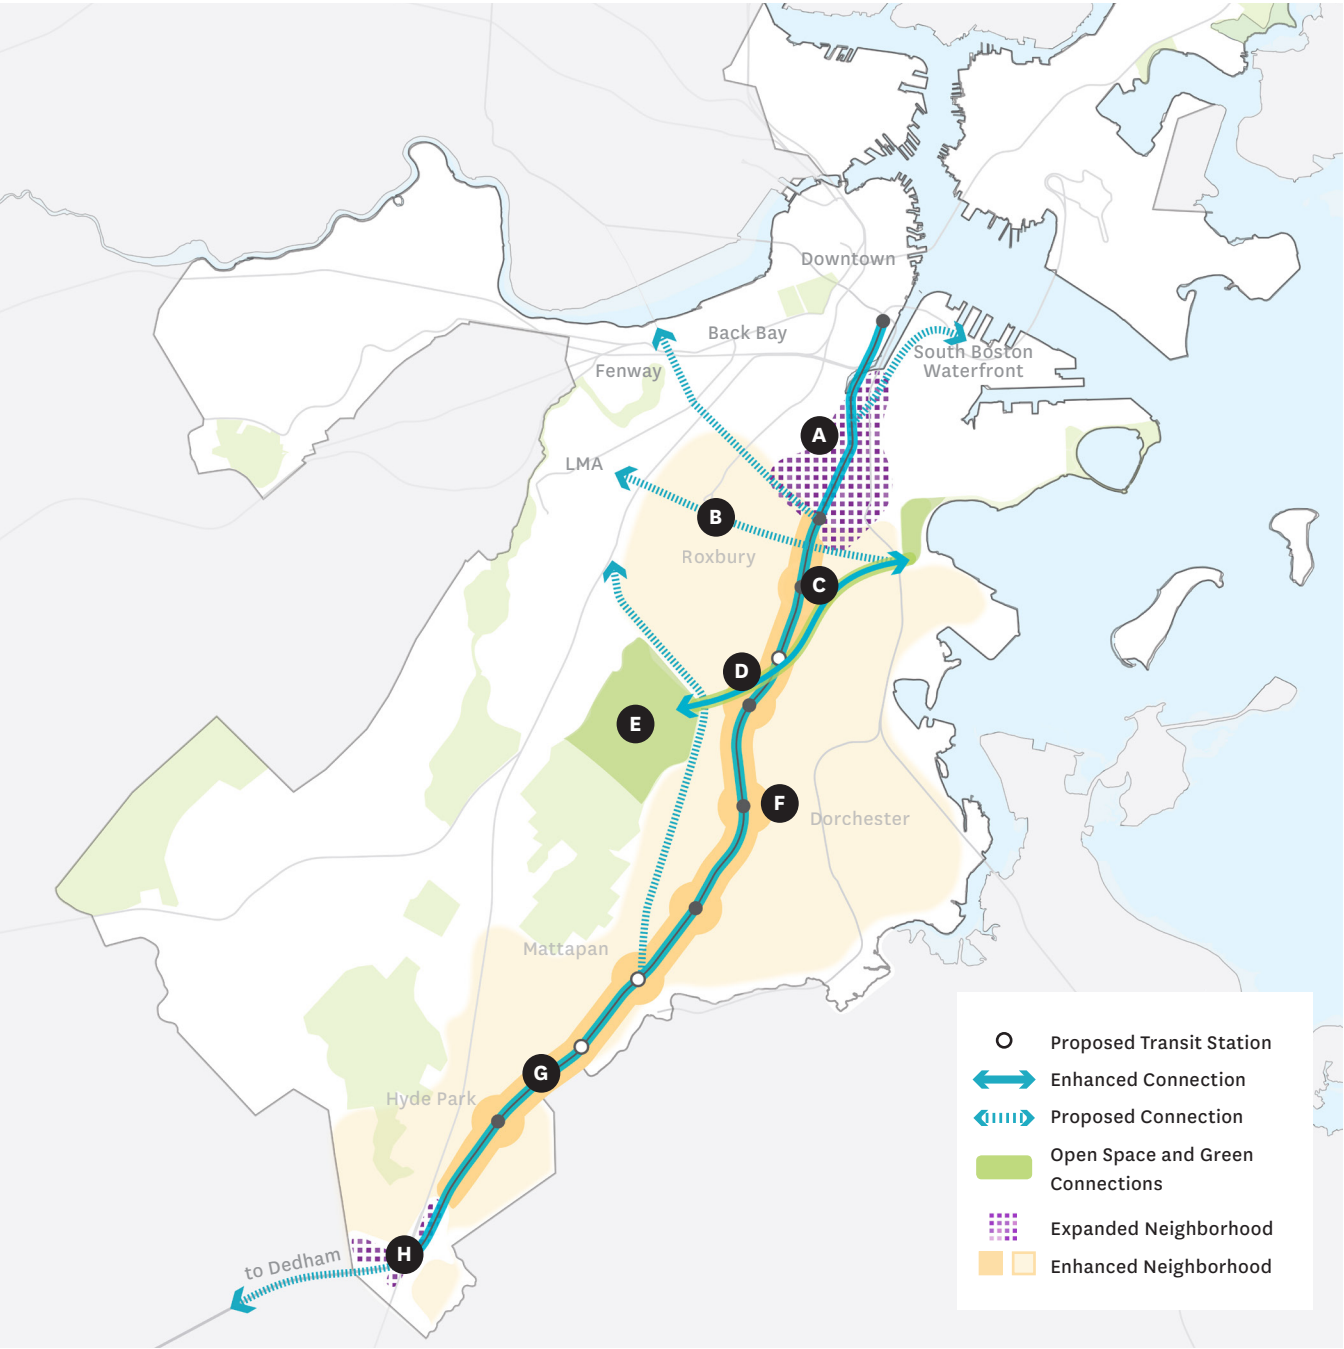 Downtown
Back Bay
South Boston
Waterfront
Fenway
A
LMA
B
Roxbury
C
D
E
F
Dorchester
Mattapan
G
Hyde Park
H
to Dedham
Proposed Transit Station
Enhanced Connection
Proposed Connection
Open Space and Green
Connections
Expanded Neighborhood
Enhanced Neighborhood